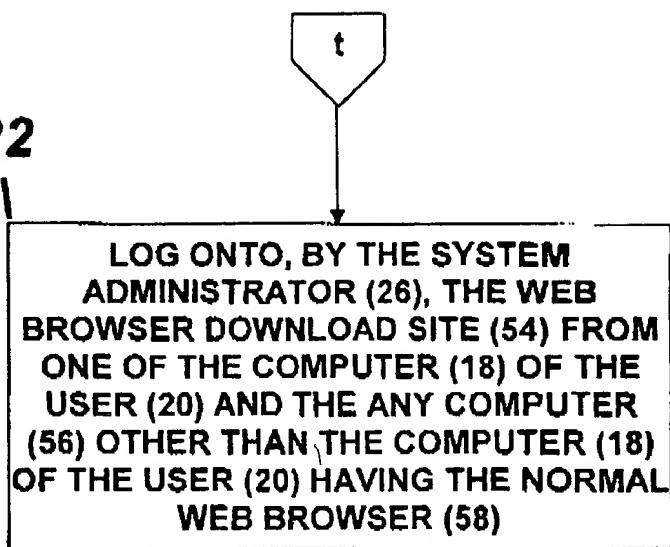 t
22
LOG ONTO, BY THE SYSTEM
ADMINISTRATOR (26), THE WEB
BROWSER DOWNLOAD SITE (54) FROM
ONE OF THE COMPUTER (18) OF THE
USER (20) AND THE ANY COMPUTER
(56) OTHER THAN THE COMPUTER (18)
OF THE USER (20) HAVING THE NORMAL
WEB BROWSER (58)